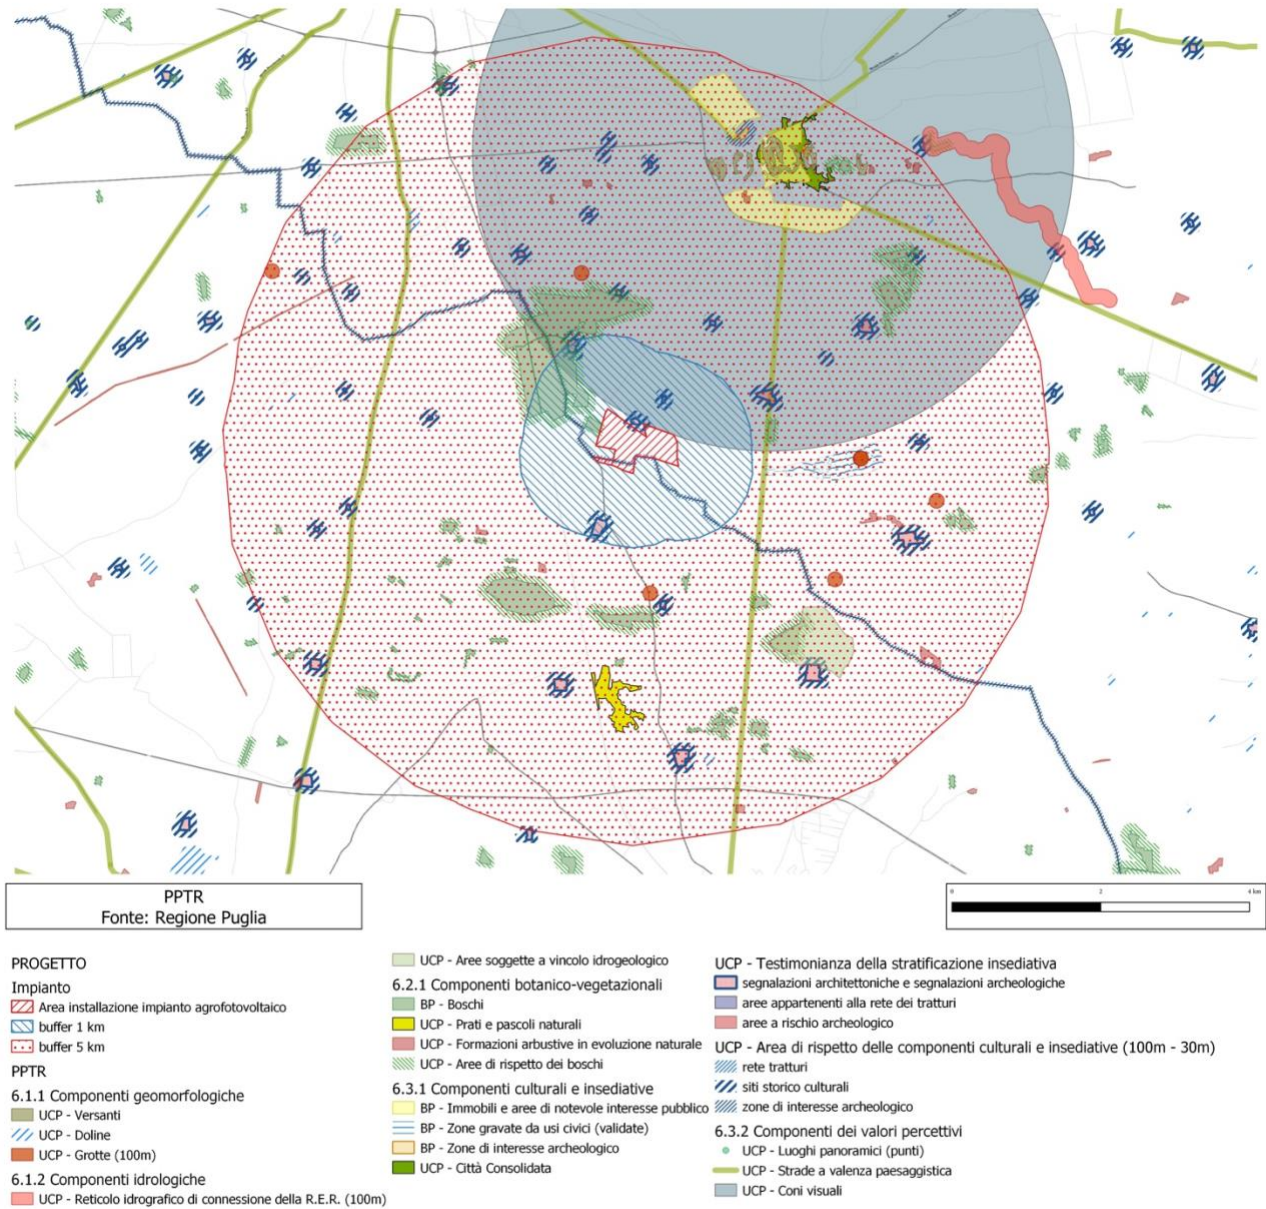 PPTR
Fonte: Regione Puglia
0 2 4 km
PROGETTO
Impianto
Area installazione impianto agrofotovoltaico
buffer 1 km
buffer 5 km
PPTR
6.1.1 Componenti geomorfologiche
UCP - Versanti
UCP - Doline
UCP - Grotte (100m)
6.1.2 Componenti idrologiche
UCP - Reticolo idrografico di connessione della R.E.R. (100m)
UCP - Aree soggette a vincolo idrogeologico
6.2.1 Componenti botanico-vegetazionali
BP - Boschi
UCP - Prati e pascoli naturali
UCP - Formazioni arbustive in evoluzione naturale
UCP - Aree di rispetto dei boschi
6.3.1 Componenti culturali e insediative
BP - Immobili e aree di notevole interesse pubblico
BP - Zone gravate da usi civici (validate)
BP - Zone di interesse archeologico
UCP - Città Consolidata
UCP - Testimonianza della stratificazione insediativa
segnalazioni architettoniche e segnalazioni archeologiche
aree appartenenti alla rete dei tratturi
aree a rischio archeologico
UCP - Area di rispetto delle componenti culturali e insediative (100m - 30m)
rete tratturi
siti storico culturali
zone di interesse archeologico
6.3.2 Componenti dei valori percettivi
UCP - Luoghi panoramici (punti)
UCP - Strade a valenza paesaggistica
UCP - Coni visuali